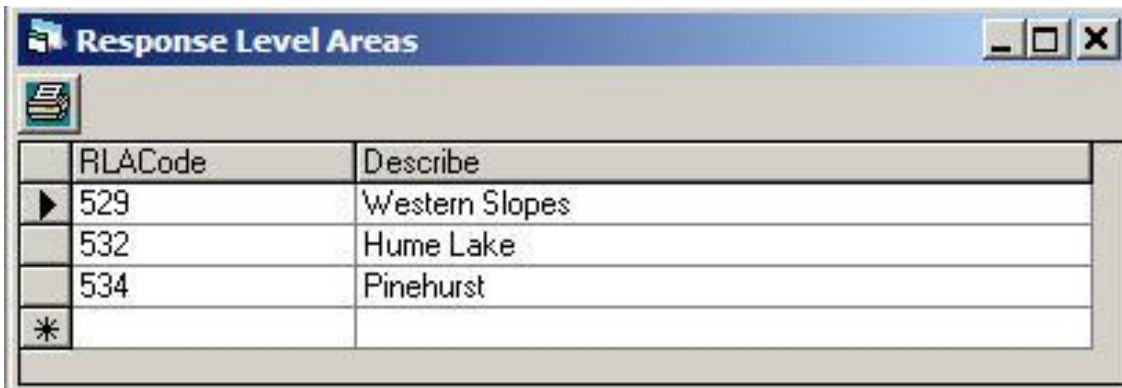 Response Level Areas
RLACode Describe
529 Western Slopes
532 Hume Lake
534 Pinehurst